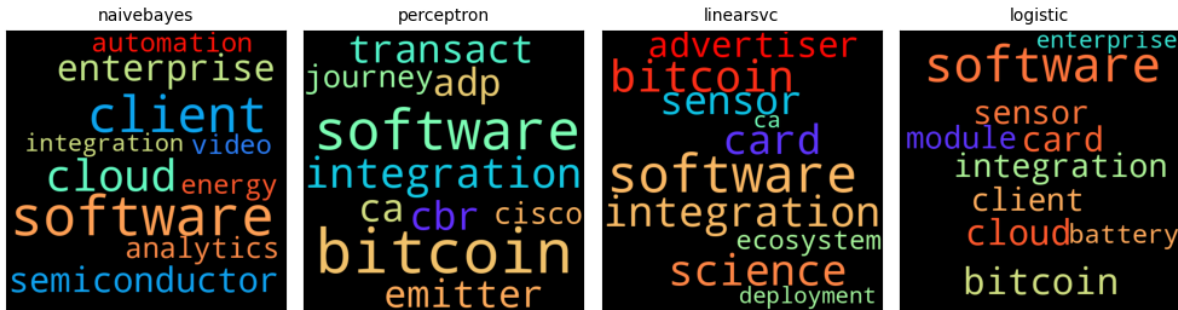 naivebayes
automation
enterprise
client
integration video
cloud energy
software
analytics
semiconductor
perceptron
transact
journey adp
software
integration
ca cbr cisco
bitcoin
emitter
linearsvc
advertiser
bitcoin
sensor
ca
card
software
integration
ecosystem
science
deployment
logistic
enterprise
software
sensor
module card
integration
client
cloud battery
bitcoin